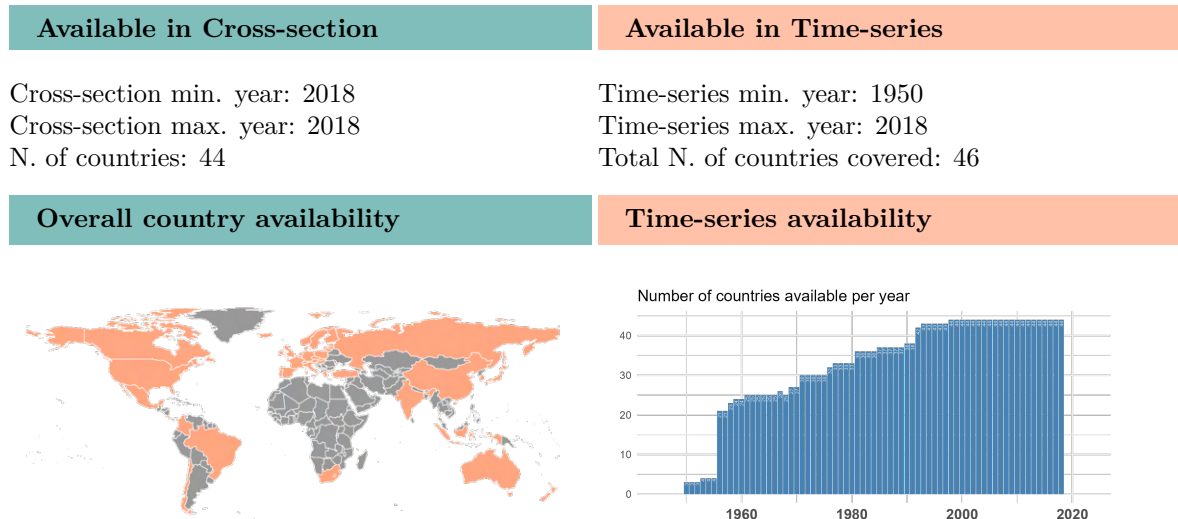 Available in Cross-section
Available in Time-series
Cross-section min. year: 2018
Cross-section max. year: 2018
N. of countries: 44
Time-series min. year: 1950
Time-series max. year: 2018
Total N. of countries covered: 46
Overall country availability
Time-series availability
Number of countries available per year
40
30
20
10
0
1960 1980 2000 2020